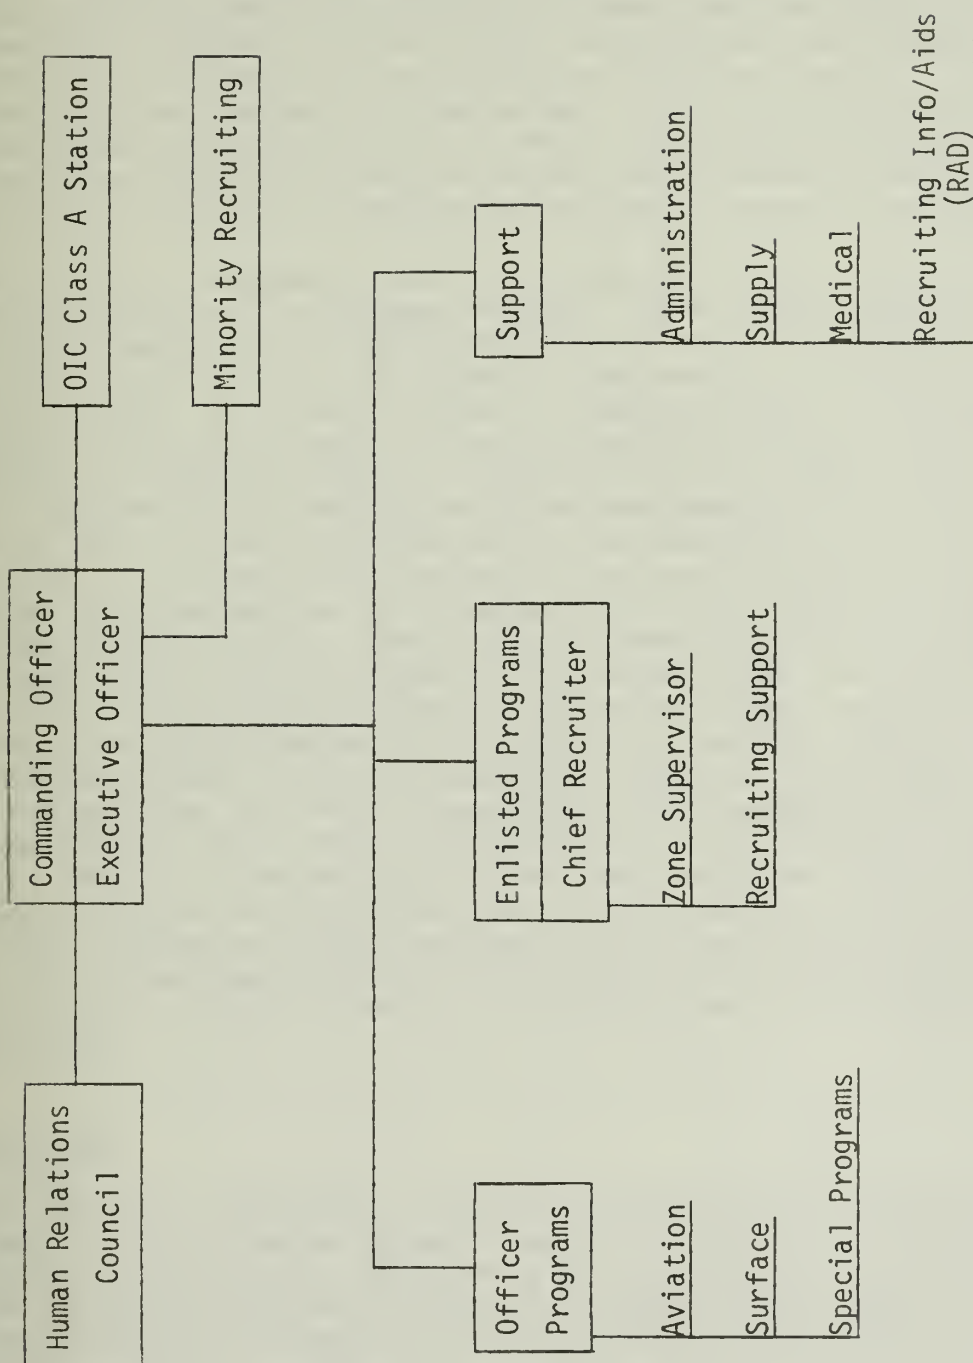 Human Relations
Council
Commanding Officer
Executive Officer
OIC Class A Station
Minority Recruiting
Officer
Programs
Aviation
Surface
Special Programs
Enlisted Programs
Chief Recruiter
Zone Supervisor
Recruiting Support
Support
Administration
Supply
Medical
Recruiting Info/Aids
(RAD)